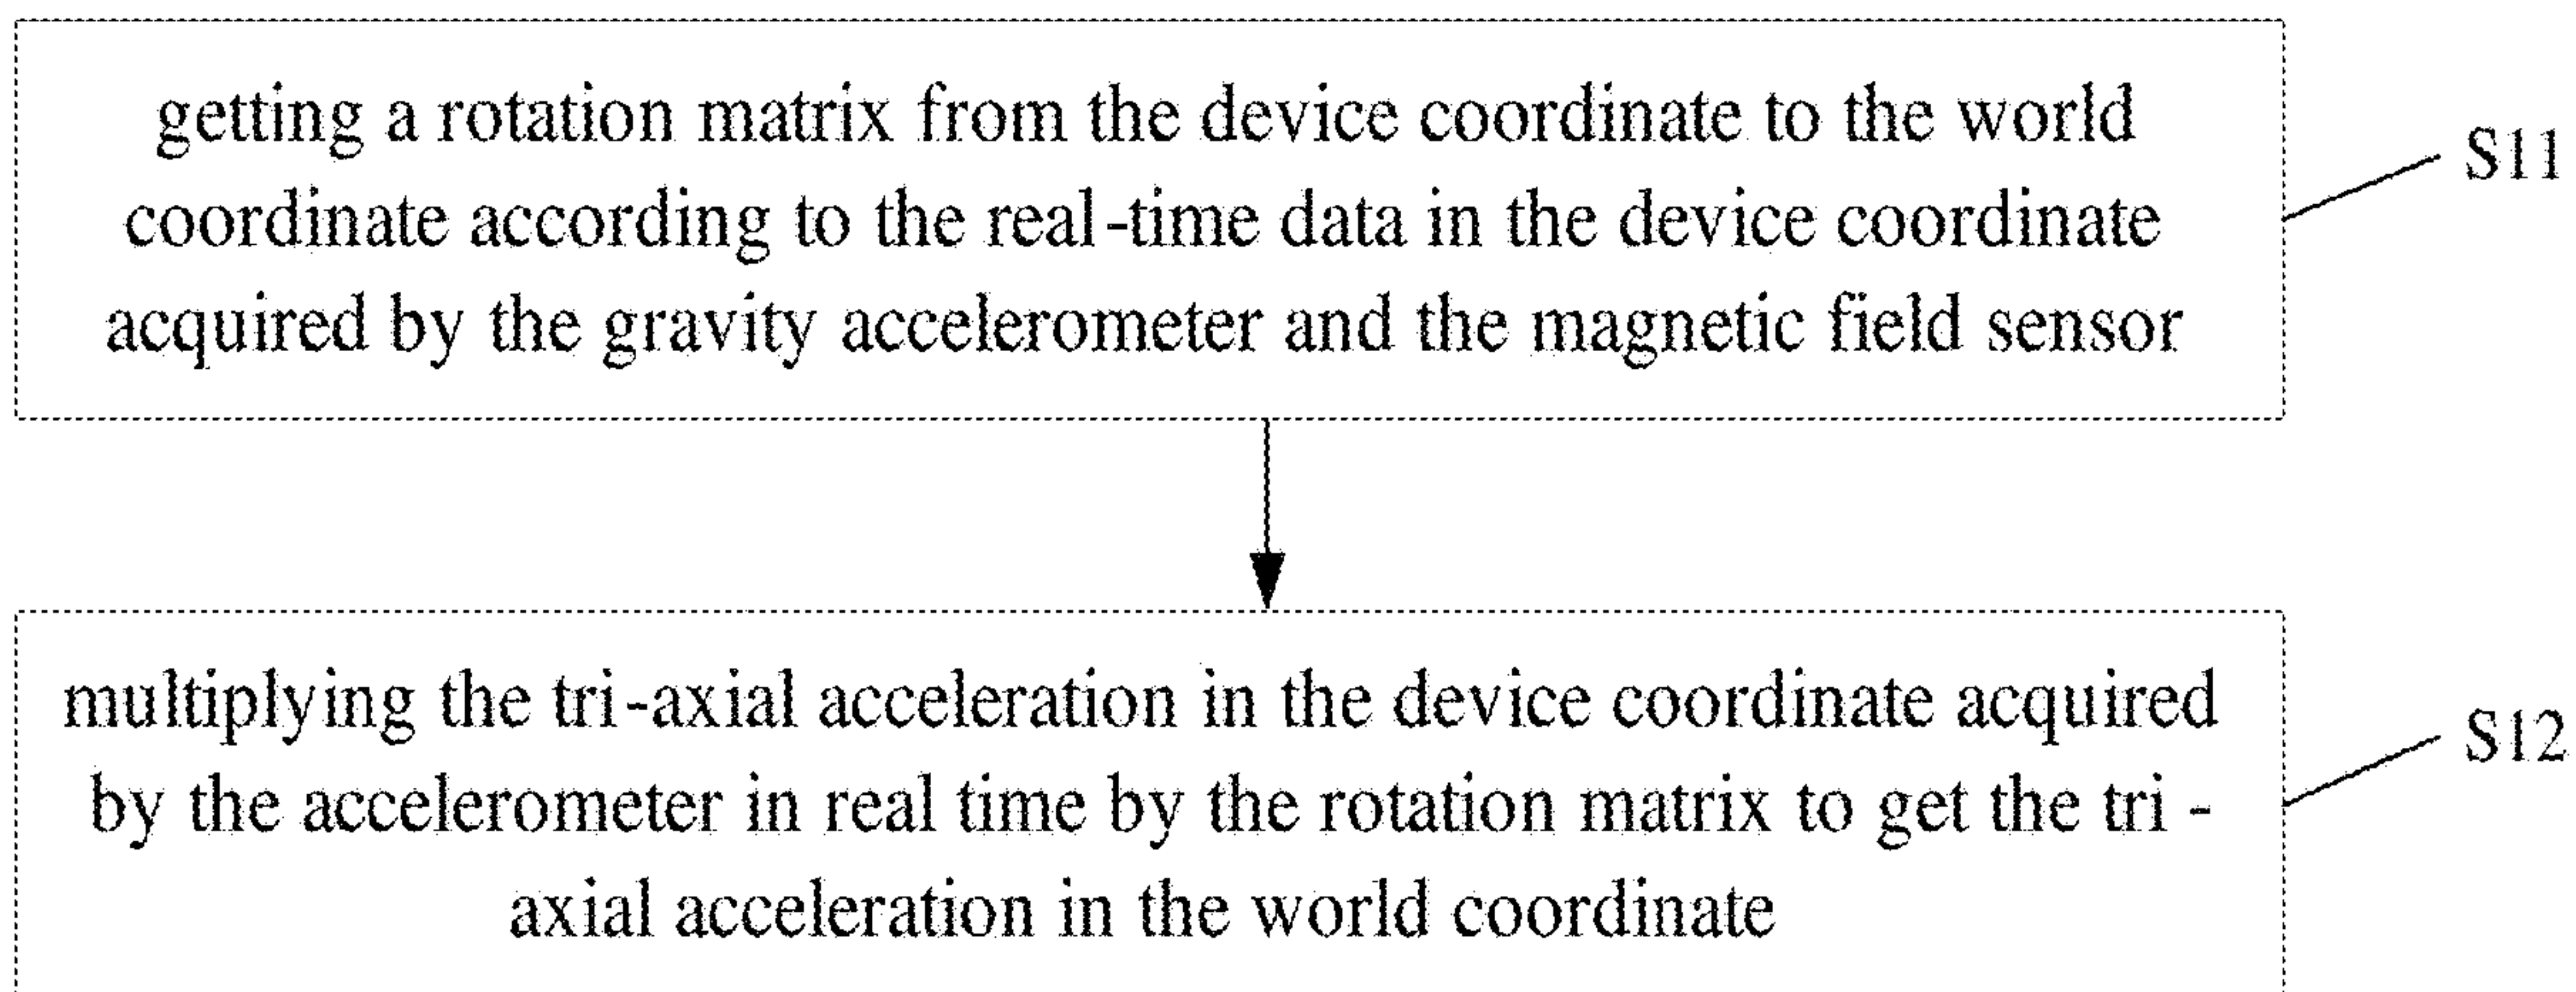 getting a rotation matrix from the device coordinate to the world
coordinate according to the real-time data in the device coordinate
acquired by the gravity accelerometer and the magnetic field sensor
S11
multiplying the tri-axial acceleration in the device coordinate acquired
by the accelerometer in real time by the rotation matrix to get the tri -
axial acceleration in the world coordinate
S12